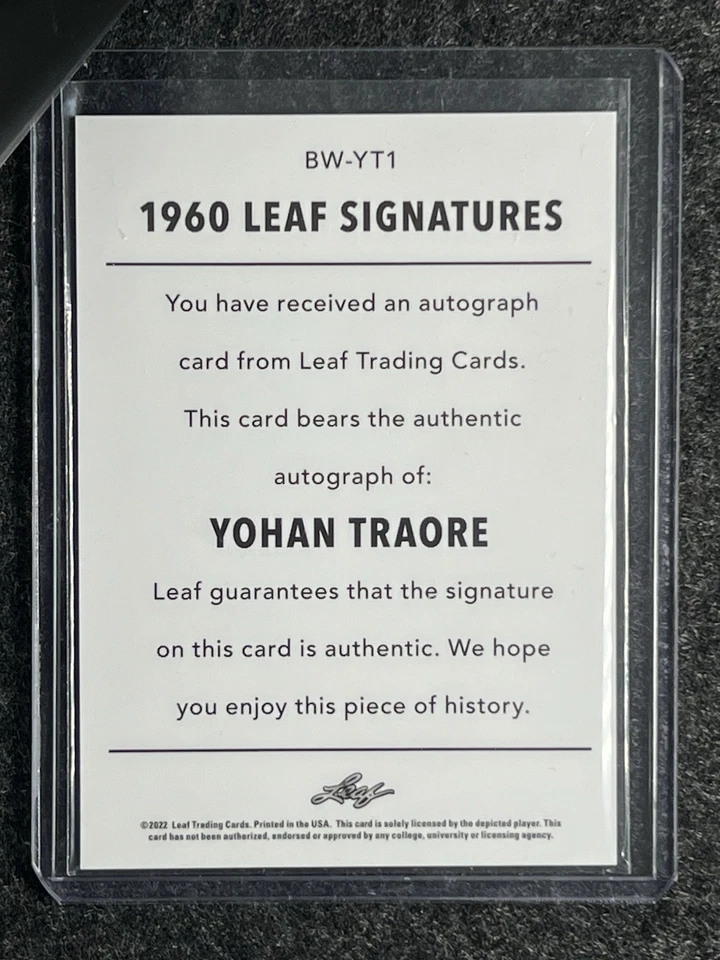 BW-YT1
1960 LEAF SIGNATURES
You have received an autograph
card from Leaf Trading Cards.
This card bears the authentic
autograph of:
YOHAN TRAORE
Leaf guarantees that the signature
on this card is authentic. We hope
you enjoy this piece of history.
Leaf
©2022 Leaf Trading Cards. Printed in the USA. This card is solely licensed by the depicted player. This
card has not been authorized, endorsed or approved by any college, university or licensing agency.